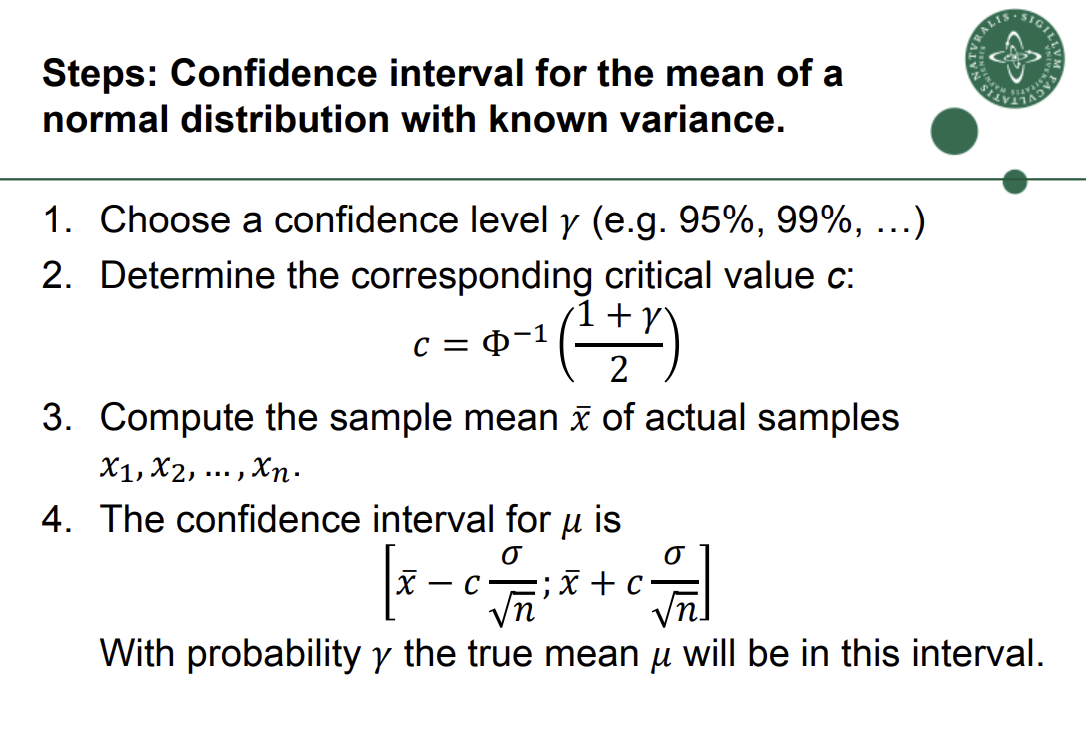 Steps: Confidence interval for the mean of a
normal distribution with known variance.
1. Choose a confidence level γ (e.g. 95%, 99%, …)
2. Determine the corresponding critical value c:
c = Φ⁻¹((1 + γ)/2)
3. Compute the sample mean x̄ of actual samples
x₁, x₂, … , xₙ.
4. The confidence interval for μ is
[x̄ − c σ/√n ; x̄ + c σ/√n]
With probability γ the true mean μ will be in this interval.